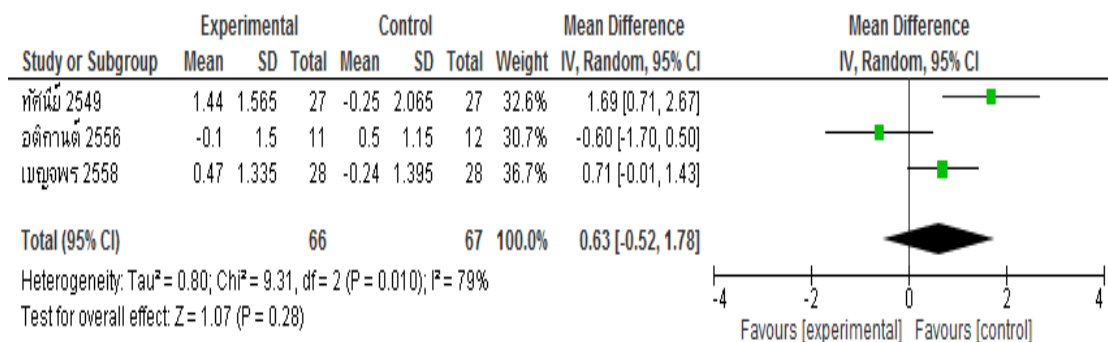 Experimental Control Mean Difference Mean Difference
Study or Subgroup Mean SD Total Mean SD Total Weight IV, Random, 95% CI IV, Random, 95% CI
ทัศนีย์ 2549 1.44 1.565 27 -0.25 2.065 27 32.6% 1.69 [0.71, 2.67]
อติกานต์ 2556 -0.1 1.5 11 0.5 1.15 12 30.7% -0.60 [-1.70, 0.50]
เบญจพร 2558 0.47 1.335 28 -0.24 1.395 28 36.7% 0.71 [-0.01, 1.43]
Total (95% CI) 66 67 100.0% 0.63 [-0.52, 1.78]
Heterogeneity: Tau² = 0.80; Chi² = 9.31, df = 2 (P = 0.010); I² = 79%
Test for overall effect: Z = 1.07 (P = 0.28)
-4 -2 0 2 4
Favours [experimental] Favours [control]